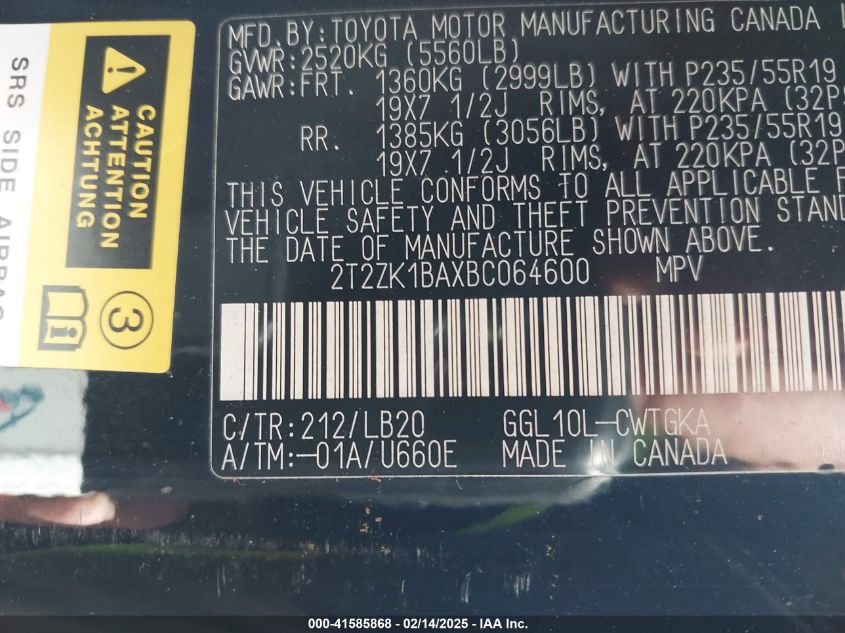 MFD. BY: TOYOTA MOTOR MANUFACTURING CANADA
GVWR: 2520KG (5560LB)
GAWR: FRT. 1360KG (2999LB) WITH P235/55R19
19X7 1/2J RIMS, AT 220KPA (32P
RR. 1385KG (3056LB) WITH P235/55R19
19X7 1/2J RIMS, AT 220KPA (32P
THIS VEHICLE CONFORMS TO ALL APPLICABLE F
VEHICLE SAFETY AND THEFT PREVENTION STAND
THE DATE OF MANUFACTURE SHOWN ABOVE.
2T2ZK1BAXBC064600 MPV
C/TR: 212/LB20 GGL10L-CWTGKA
A/TM: -01A/U660E MADE IN CANADA
SRS SIDE AIRBAG
CAUTION
ATTENTION
ACHTUNG
3
000-41585868 - 02/14/2025 - IAA Inc.